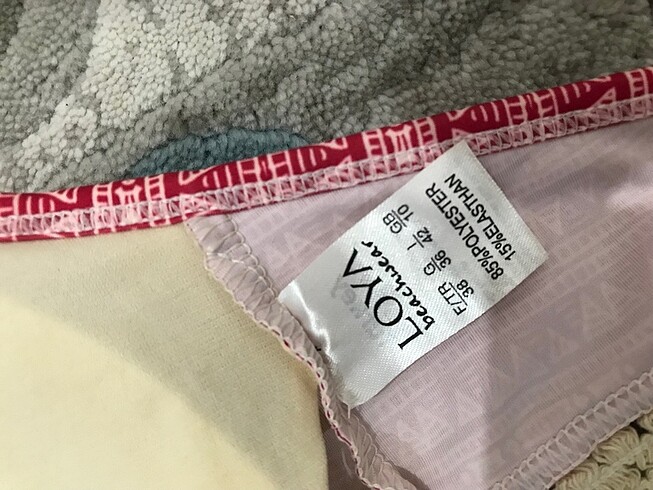 LOYA
beachwear
F/TR G I GB
38 36 42 10
85%POLYESTER
15%ELASTHAN